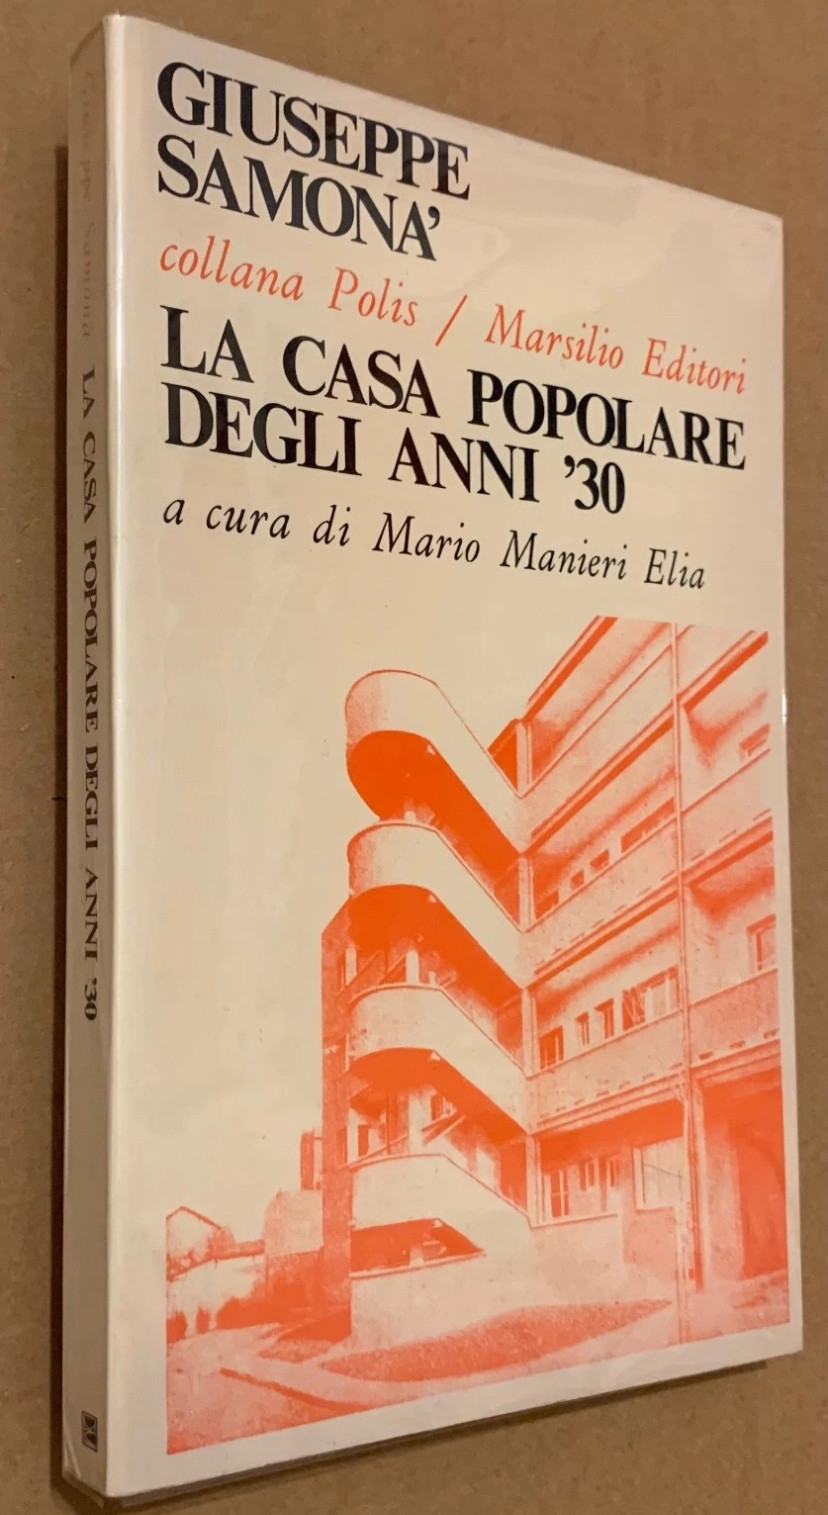 GIUSEPPE
SAMONA'
collana Polis / Marsilio Editori
LA CASA POPOLARE
DEGLI ANNI '30
a cura di Mario Manieri Elia
Giuseppe Samonà LA CASA POPOLARE DEGLI ANNI '30